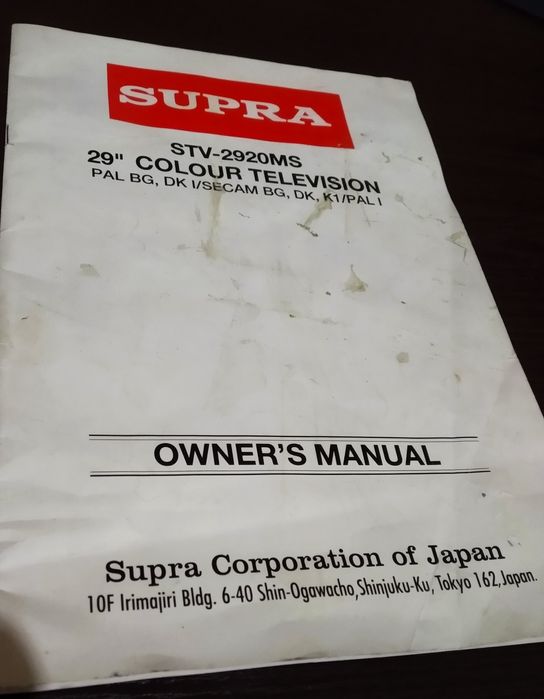 SUPRA
STV-2920MS
29" COLOUR TELEVISION
PAL BG, DK I/SECAM BG, DK, K1/PAL I
OWNER'S MANUAL
Supra Corporation of Japan
10F Irimajiri Bldg. 6-40 Shin-Ogawacho, Shinjuku-Ku, Tokyo 162, Japan.